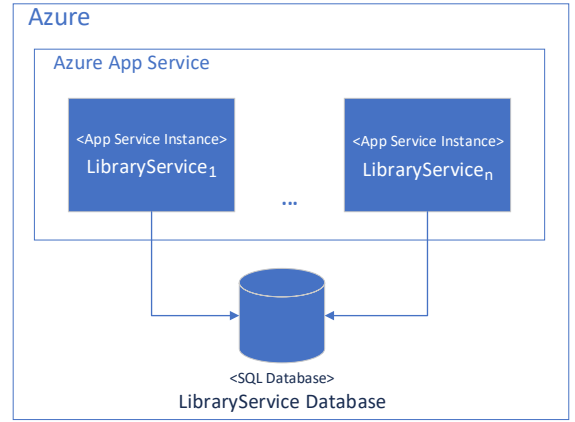 Azure
Azure App Service
<App Service Instance>
LibraryService₁
...
<App Service Instance>
LibraryServiceₙ
<SQL Database>
LibraryService Database